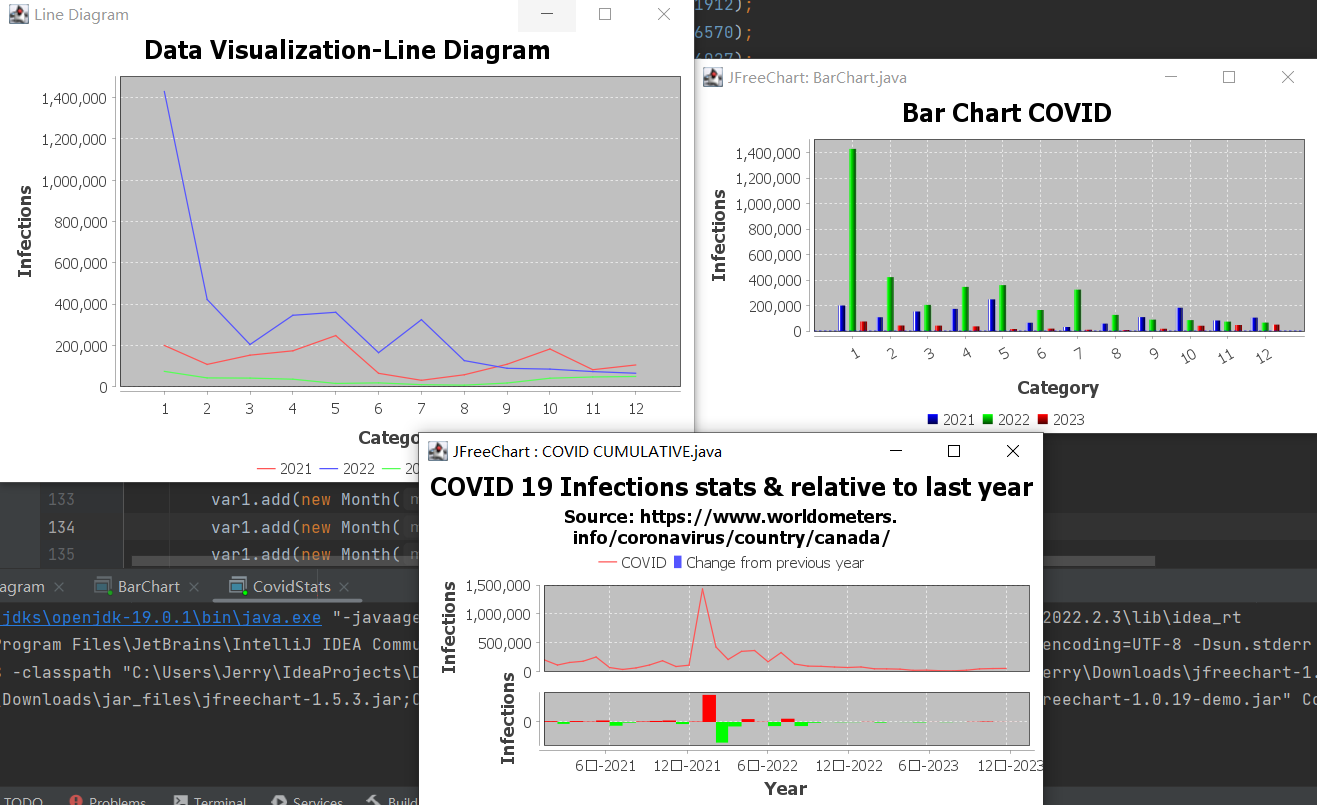 Line Diagram
Data Visualization-Line Diagram
Infections
1,400,000
1,200,000
1,000,000
800,000
600,000
400,000
200,000
0
1 2 3 4 5 6 7 8 9 10 11 12
Catego
2021 2022 20
1912);
6570);
JFreeChart: BarChart.java
Bar Chart COVID
Infections
1,400,000
1,200,000
1,000,000
800,000
600,000
400,000
200,000
0
1 2 3 4 5 6 7 8 9 10 11 12
Category
2021 2022 2023
133 var1.add(new Month( m
134 var1.add(new Month( m
135 var1.add(new Month(
agram BarChart CovidStats
jdks\openjdk-19.0.1\bin\java.exe "-javaage
2022.2.3\lib\idea_rt
Program Files\JetBrains\IntelliJ IDEA Commu
encoding=UTF-8 -Dsun.stderr
-classpath "C:\Users\Jerry\IdeaProjects\D
erry\Downloads\jfreechart-1.
Downloads\jar_files\jfreechart-1.5.3.jar;C
reechart-1.0.19-demo.jar" Co
JFreeChart : COVID CUMULATIVE.java
COVID 19 Infections stats & relative to last year
Source: https://www.worldometers.
info/coronavirus/country/canada/
COVID Change from previous year
Infections
1,500,000
1,000,000
500,000
0
Infections
0
6□-2021 12□-2021 6□-2022 12□-2022 6□-2023 12□-2023
Year
TODO Problems Terminal Services Build